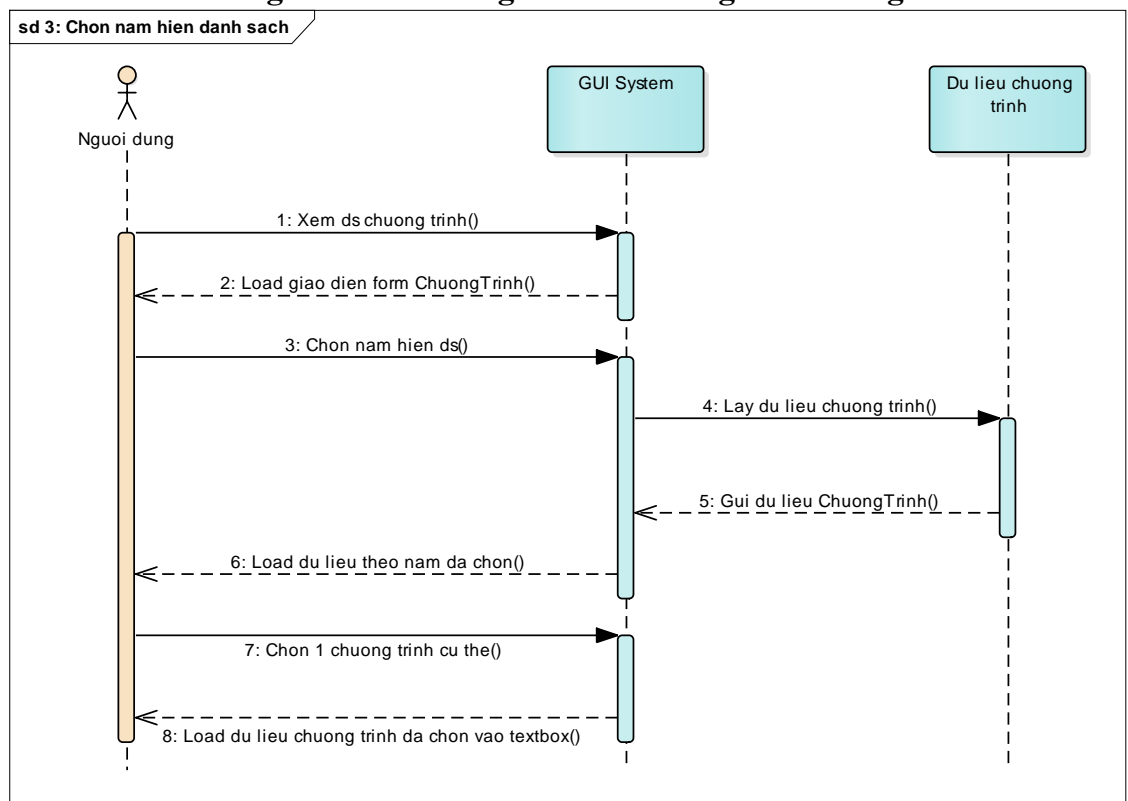 sd 3: Chon nam hien danh sach
GUI System
Du lieu chuong
trinh
Nguoi dung
1: Xem ds chuong trinh()
2: Load giao dien form ChuongTrinh()
3: Chon nam hien ds()
4: Lay du lieu chuong trinh()
5: Gui du lieu ChuongTrinh()
6: Load du lieu theo nam da chon()
7: Chon 1 chuong trinh cu the()
8: Load du lieu chuong trinh da chon vao textbox()